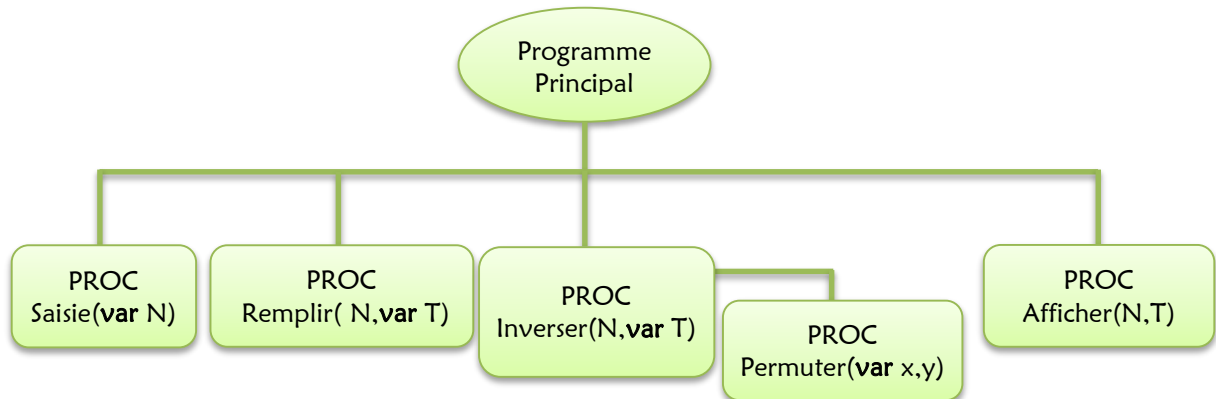 Programme
Principal
PROC
Saisie(var N)
PROC
Remplir( N,var T)
PROC
Inverser(N,var T)
PROC
Permuter(var x,y)
PROC
Afficher(N,T)